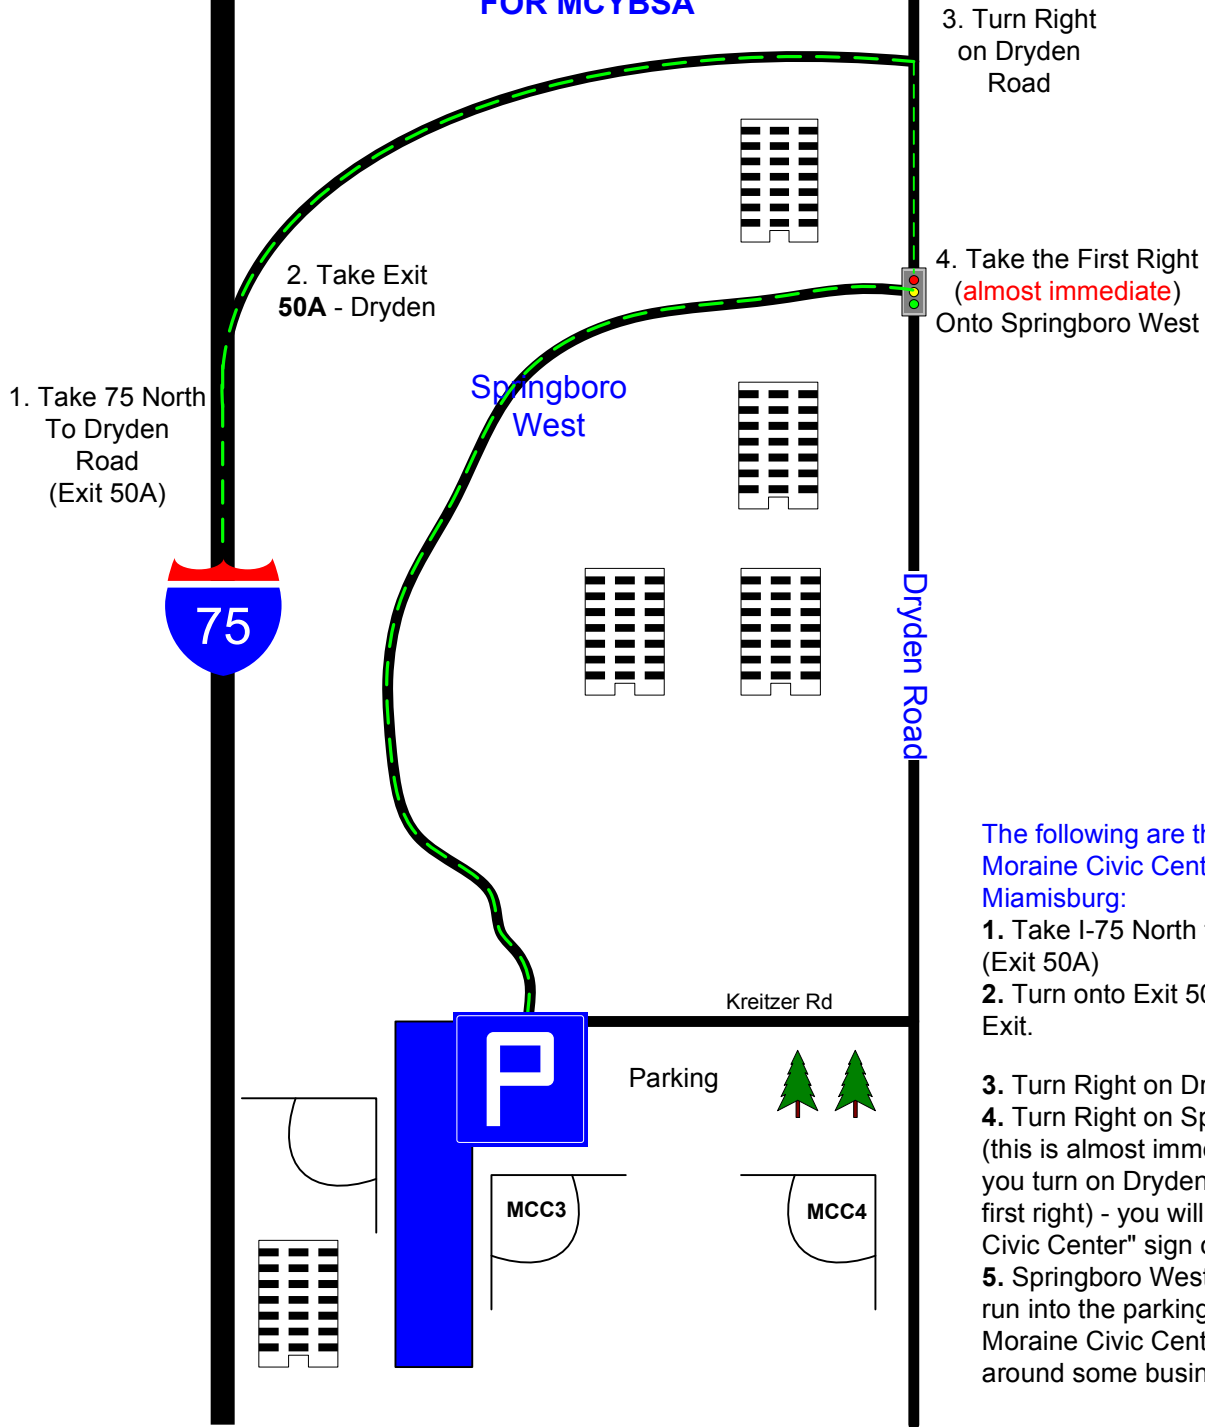 FOR MCYBSA
3. Turn Right
on Dryden
Road
2. Take Exit
50A - Dryden
4. Take the First Right
(almost immediate)
Onto Springboro West
1. Take 75 North
To Dryden
Road
(Exit 50A)
Springboro
West
75
Dryden Road
The following are th
Moraine Civic Cent
Miamisburg:
1. Take I-75 North
(Exit 50A)
2. Turn onto Exit 50
Exit.
3. Turn Right on Dr
4. Turn Right on Sp
(this is almost imme
you turn on Dryden
first right) - you will
Civic Center" sign o
5. Springboro West
run into the parking
Moraine Civic Cent
around some busin
Kreitzer Rd
P
Parking
MCC3
MCC4